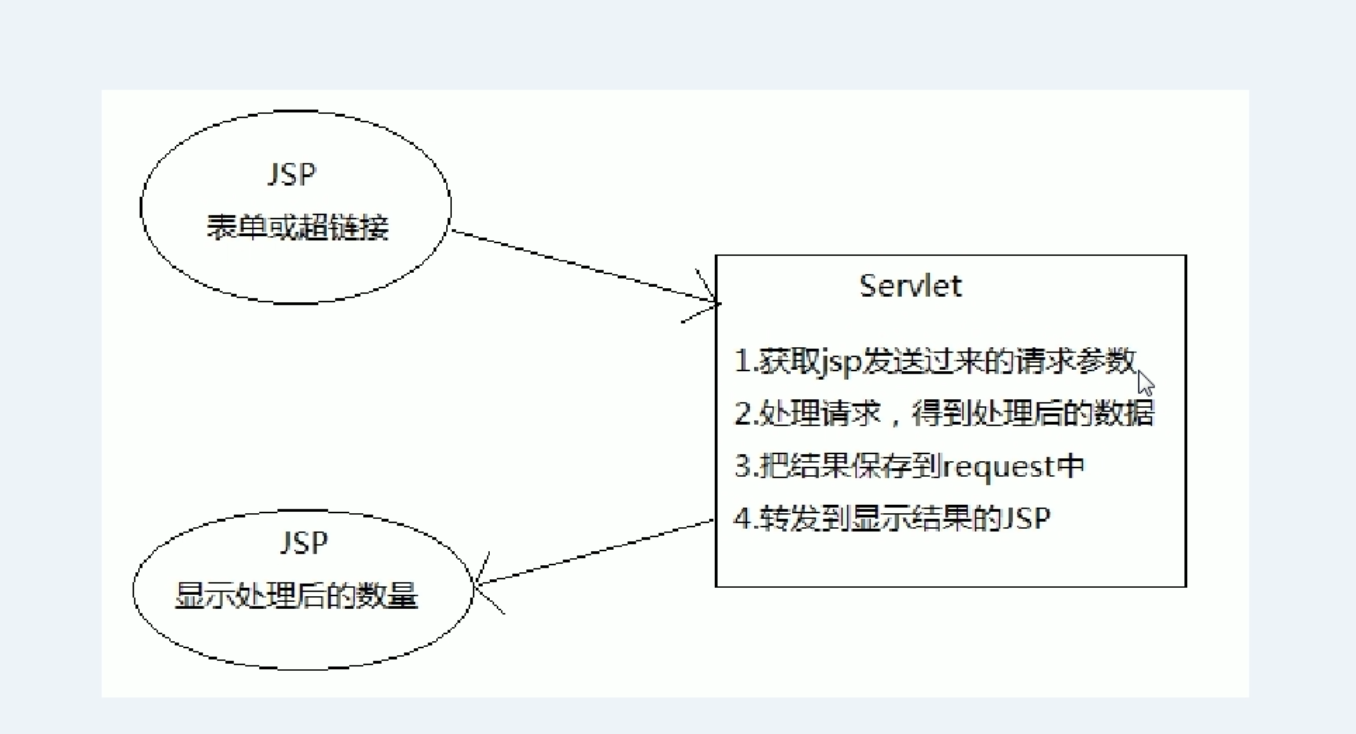 JSP
表单或超链接
Servlet
1.获取jsp发送过来的请求参数
2.处理请求，得到处理后的数据
3.把结果保存到request中
4.转发到显示结果的JSP
JSP
显示处理后的数量